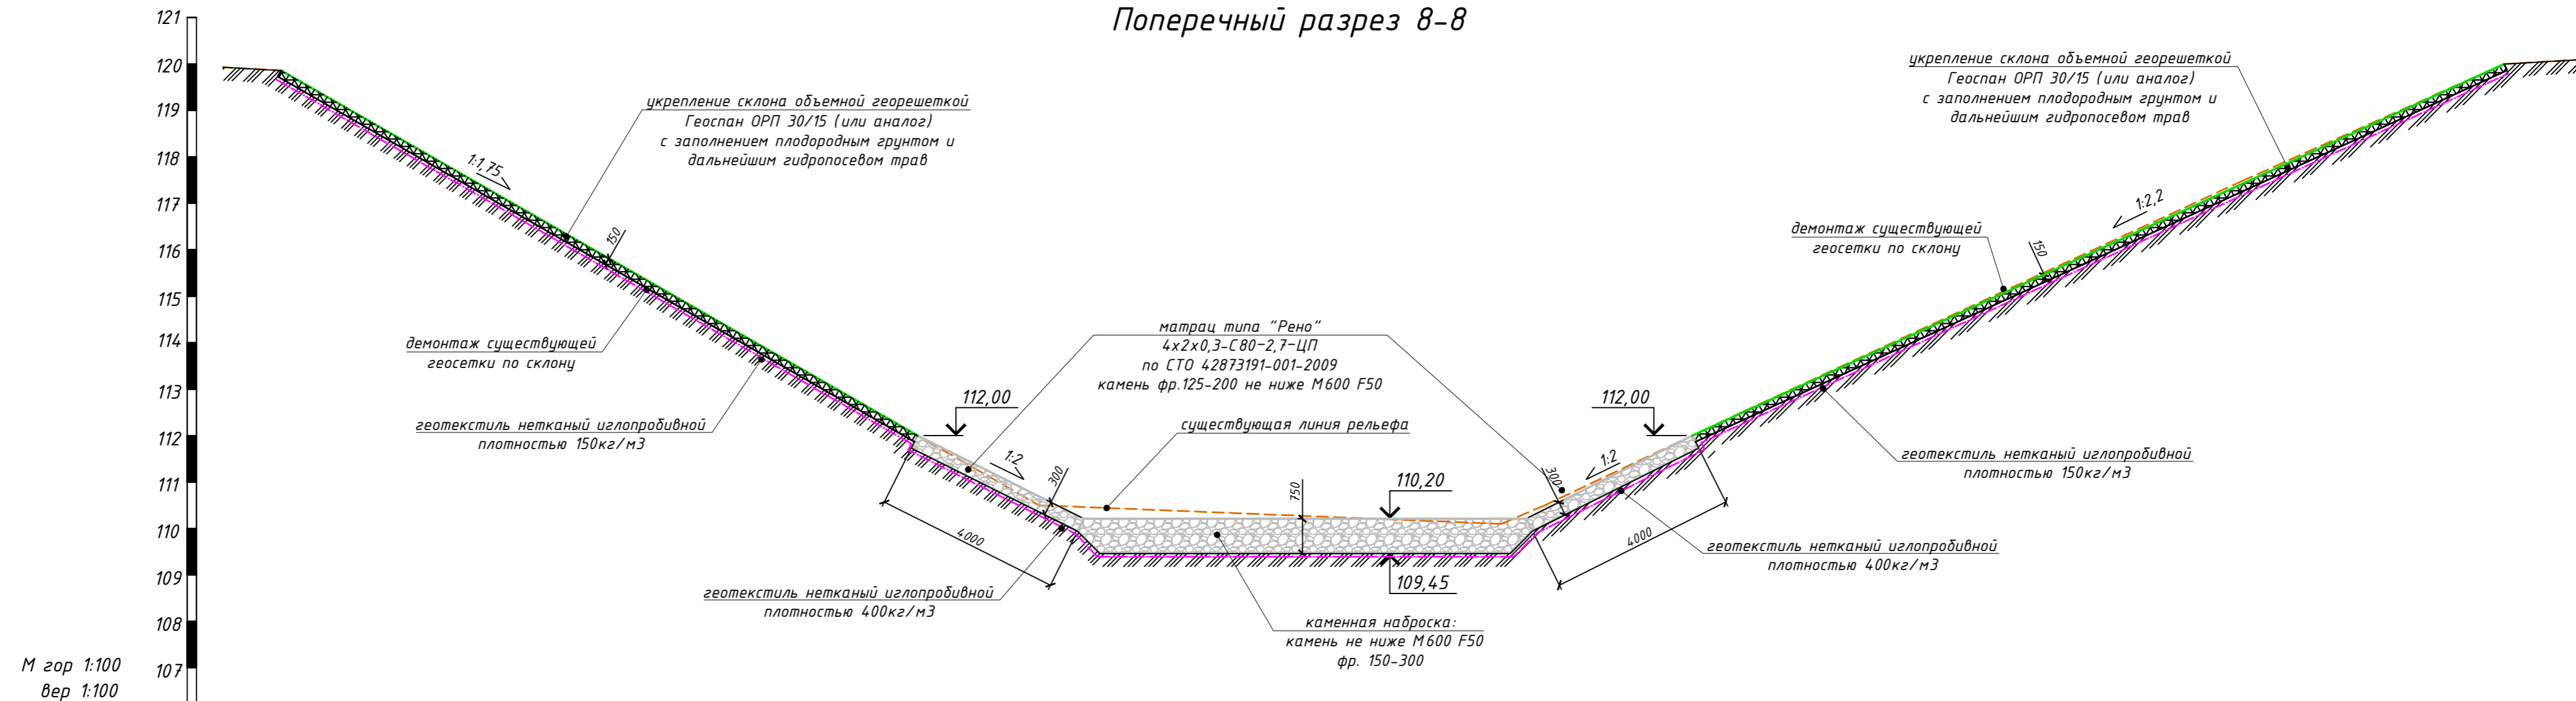 Поперечный разрез 8-8
121
120
119
118
117
116
115
114
113
112
111
110
109
108
107
М гор 1:100
вер 1:100
укрепление склона объемной георешеткой
Геоспан ОРП 30/15 (или аналог)
с заполнением плодородным грунтом и
дальнейшим гидропосевом трав
1:1,75
150
демонтаж существующей
геосетки по склону
геотекстиль нетканый иглопробивной
плотностью 150кг/м3
112,00
1:2
300
4000
геотекстиль нетканый иглопробивной
плотностью 400кг/м3
матрац типа "Рено"
4х2х0,3-С80-2,7-ЦП
по СТО 42873191-001-2009
камень фр.125-200 не ниже М600 F50
существующая линия рельефа
750
110,20
109,45
каменная наброска:
камень не ниже М600 F50
фр. 150-300
112,00
1:2
300
4000
геотекстиль нетканый иглопробивной
плотностью 400кг/м3
укрепление склона объемной георешеткой
Геоспан ОРП 30/15 (или аналог)
с заполнением плодородным грунтом и
дальнейшим гидропосевом трав
1:2,2
150
демонтаж существующей
геосетки по склону
геотекстиль нетканый иглопробивной
плотностью 150кг/м3